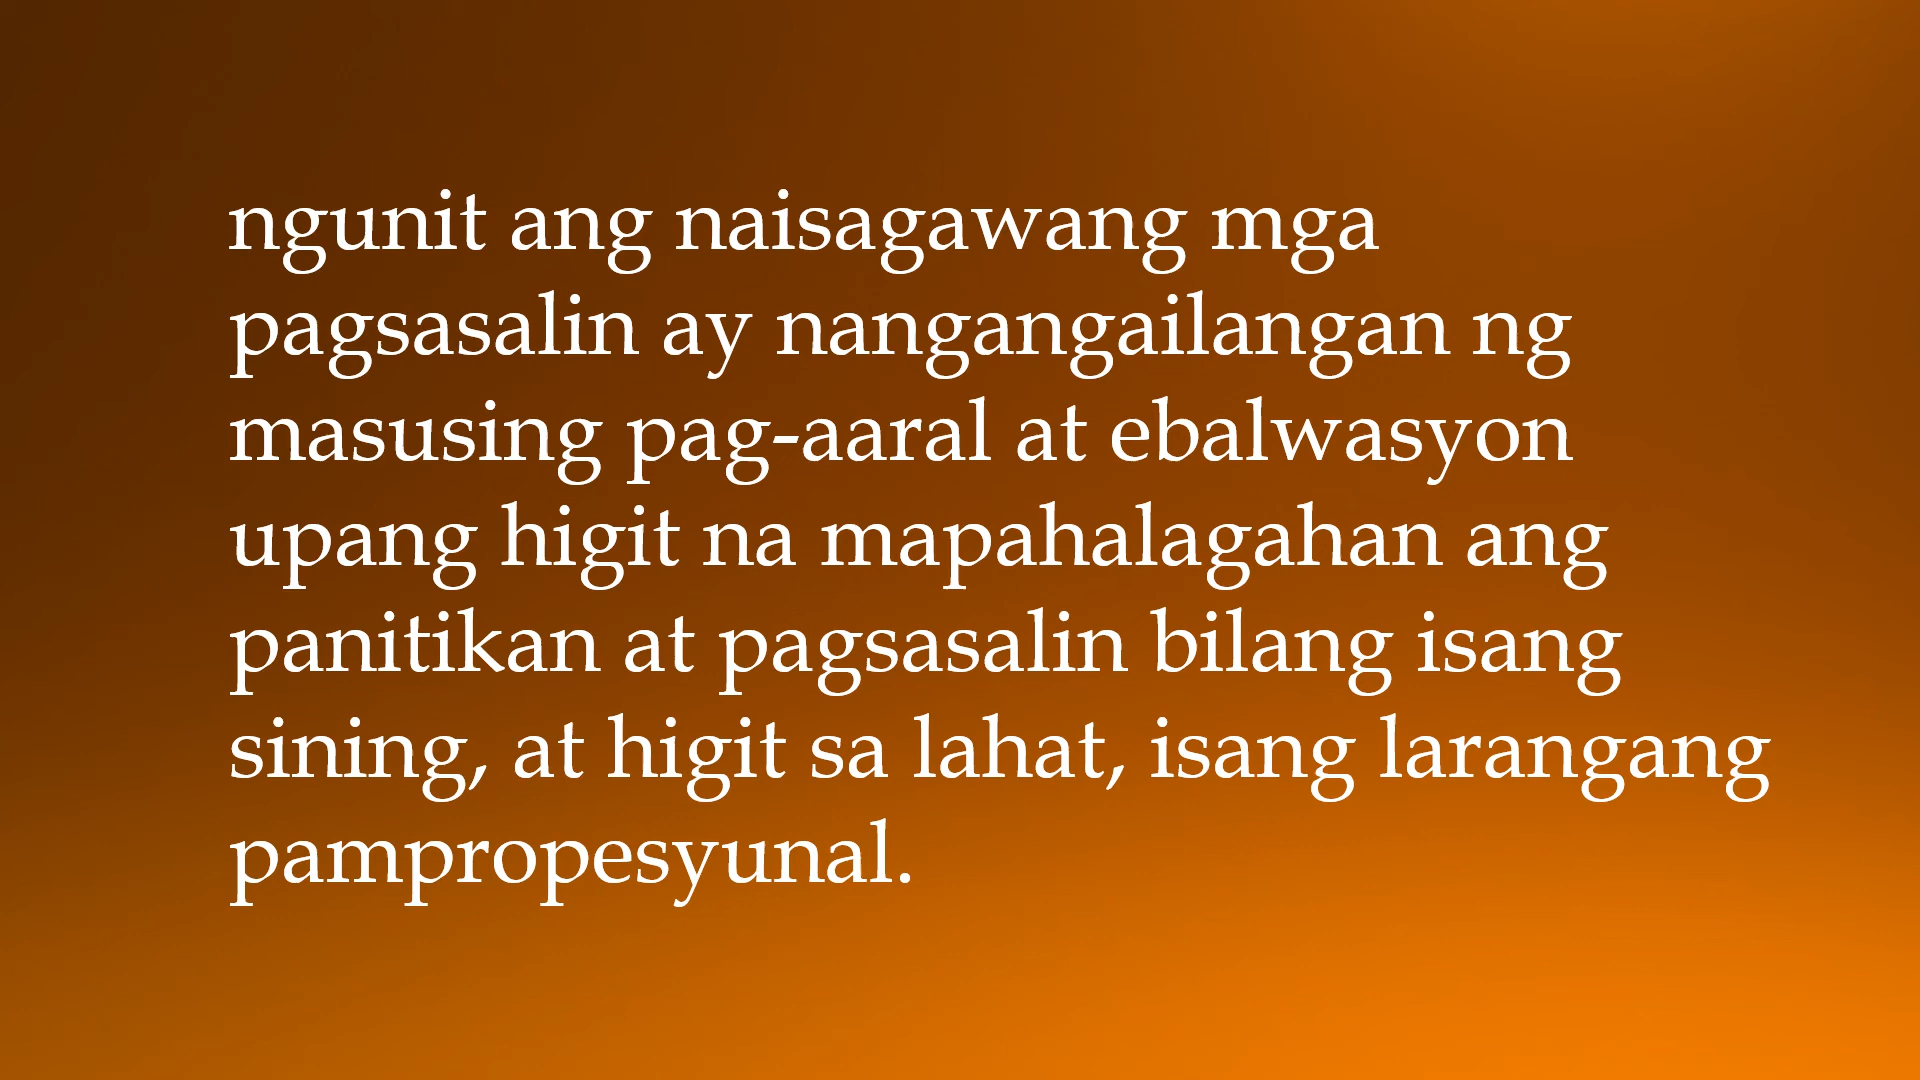 ngunit ang naisagawang mga
pagsasalin ay nangangailangan ng
masusing pag-aaral at ebalwasyon
upang higit na mapahalagahan ang
panitikan at pagsasalin bilang isang
sining, at higit sa lahat, isang larangang
pampropesyunal.